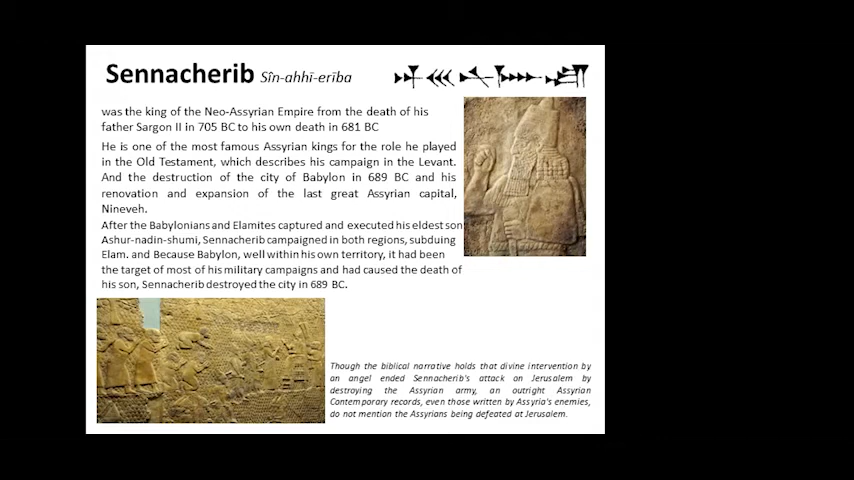 Sennacherib Sîn-ahhī-erība
was the king of the Neo-Assyrian Empire from the death of his
father Sargon II in 705 BC to his own death in 681 BC
He is one of the most famous Assyrian kings for the role he played
in the Old Testament, which describes his campaign in the Levant.
And the destruction of the city of Babylon in 689 BC and his
renovation and expansion of the last great Assyrian capital,
Nineveh.
After the Babylonians and Elamites captured and executed his eldest son
Ashur-nadin-shumi, Sennacherib campaigned in both regions, subduing
Elam. and Because Babylon, well within his own territory, it had been
the target of most of his military campaigns and had caused the death of
his son, Sennacherib destroyed the city in 689 BC.
Though the biblical narrative holds that divine intervention by
an angel ended Sennacherib's attack on Jerusalem by
destroying the Assyrian army, an outright Assyrian
Contemporary records, even those written by Assyria's enemies,
do not mention the Assyrians being defeated at Jerusalem.